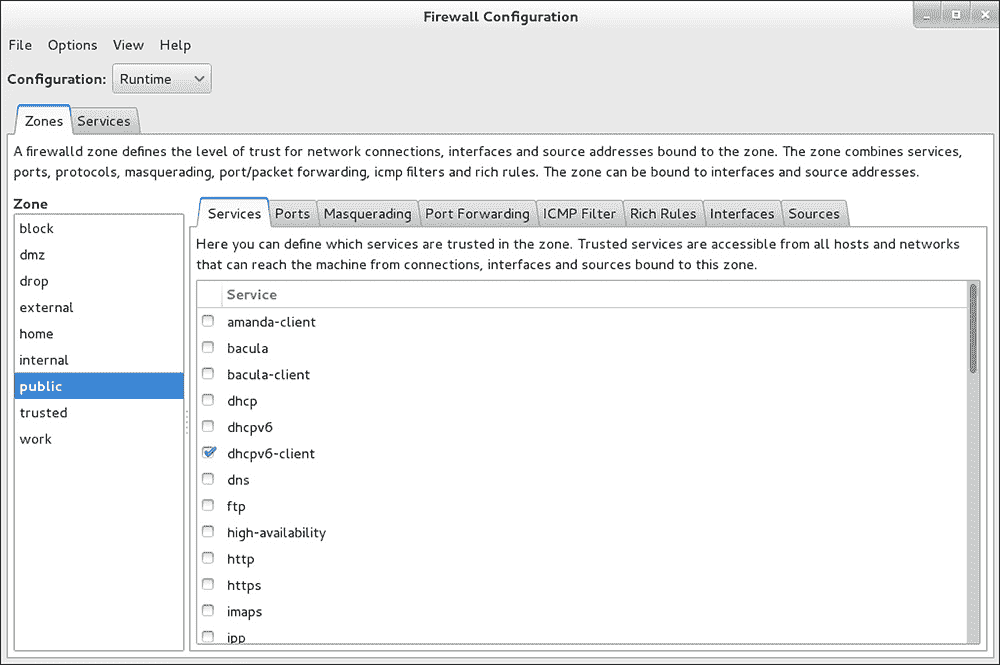 Firewall Configuration
File Options View Help
Configuration: Runtime
Zones Services
A firewalld zone defines the level of trust for network connections, interfaces and source addresses bound to the zone. The zone combines services,
ports, protocols, masquerading, port/packet forwarding, icmp filters and rich rules. The zone can be bound to interfaces and source addresses.
Zone
block
dmz
drop
external
home
internal
public
trusted
work
Services Ports Masquerading Port Forwarding ICMP Filter Rich Rules Interfaces Sources
Here you can define which services are trusted in the zone. Trusted services are accessible from all hosts and networks
that can reach the machine from connections, interfaces and sources bound to this zone.
Service
amanda-client
bacula
bacula-client
dhcp
dhcpv6
dhcpv6-client
dns
ftp
high-availability
http
https
imaps
ipp